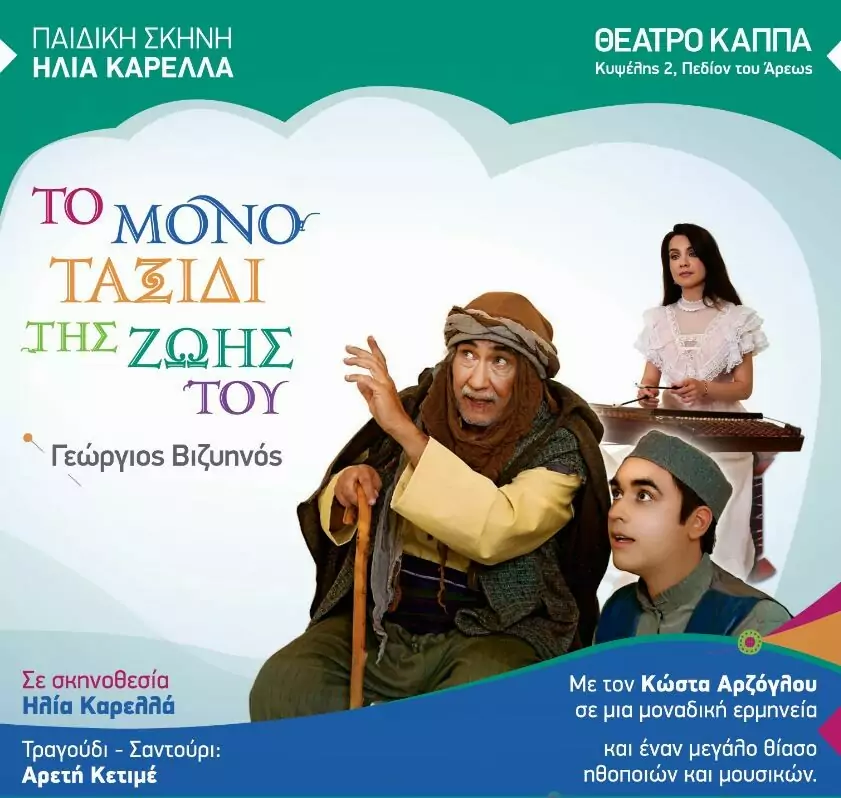 ΠΑΙΔΙΚΗ ΣΚΗΝΗ
ΗΛΙΑ ΚΑΡΕΛΛΑ
ΘΕΑΤΡΟ ΚΑΠΠΑ
Κυψέλης 2, Πεδίον του Άρεως
ΤΟ ΜΟΝΟ
ΤΑΞΙΔΙ
ΤΗΣ ΖΩΗΣ
ΤΟΥ
Γεώργιος Βιζυηνός
Σε σκηνοθεσία
Ηλία Καρελλά
Τραγούδι - Σαντούρι:
Αρετή Κετιμέ
Με τον Κώστα Αρζόγλου
σε μια μοναδική ερμηνεία
και έναν μεγάλο θίασο
ηθοποιών και μουσικών.